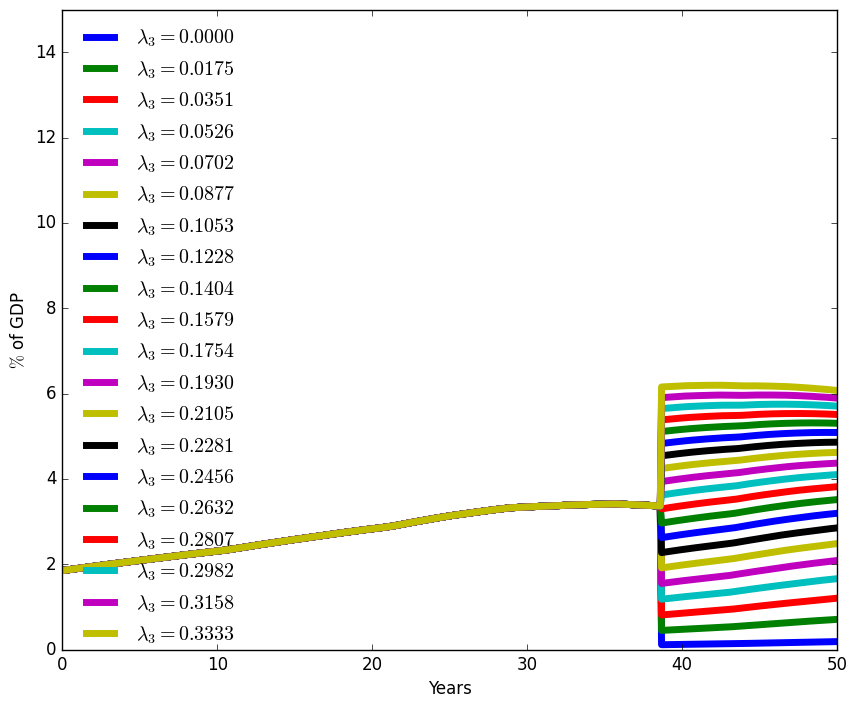 14
12
10
8
6
4
2
0
% of GDP
λ₃ = 0.0000
λ₃ = 0.0175
λ₃ = 0.0351
λ₃ = 0.0526
λ₃ = 0.0702
λ₃ = 0.0877
λ₃ = 0.1053
λ₃ = 0.1228
λ₃ = 0.1404
λ₃ = 0.1579
λ₃ = 0.1754
λ₃ = 0.1930
λ₃ = 0.2105
λ₃ = 0.2281
λ₃ = 0.2456
λ₃ = 0.2632
λ₃ = 0.2807
λ₃ = 0.2982
λ₃ = 0.3158
λ₃ = 0.3333
0 10 20 30 40 50
Years